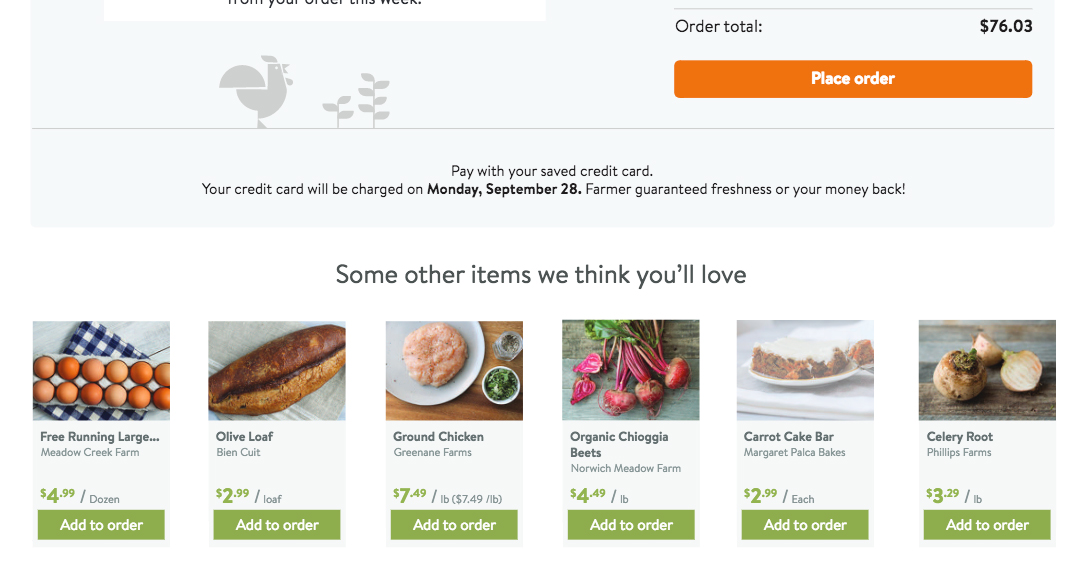 from your order this week.
Order total: $76.03
Place order
Pay with your saved credit card.
Your credit card will be charged on Monday, September 28. Farmer guaranteed freshness or your money back!
Some other items we think you’ll love
Free Running Large...
Meadow Creek Farm
$4.99 / Dozen
Add to order
Olive Loaf
Bien Cuit
$2.99 / loaf
Add to order
Ground Chicken
Greenane Farms
$7.49 / lb ($7.49 /lb)
Add to order
Organic Chioggia
Beets
Norwich Meadow Farm
$4.49 / lb
Add to order
Carrot Cake Bar
Margaret Palca Bakes
$2.99 / Each
Add to order
Celery Root
Phillips Farms
$3.29 / lb
Add to order